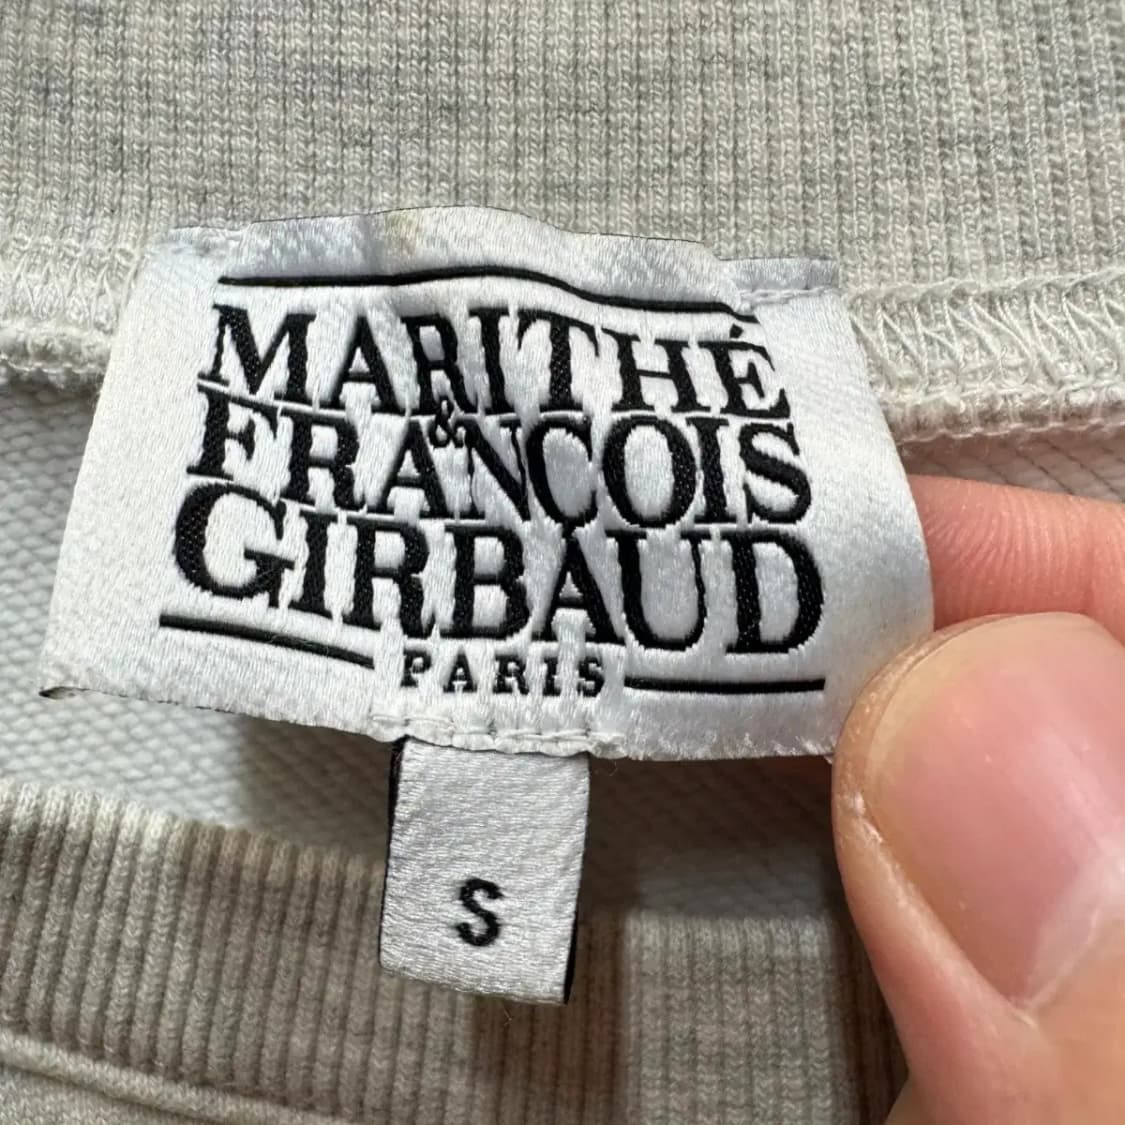 MARITHÉ
&
FRANCOIS
GIRBAUD
PARIS
S